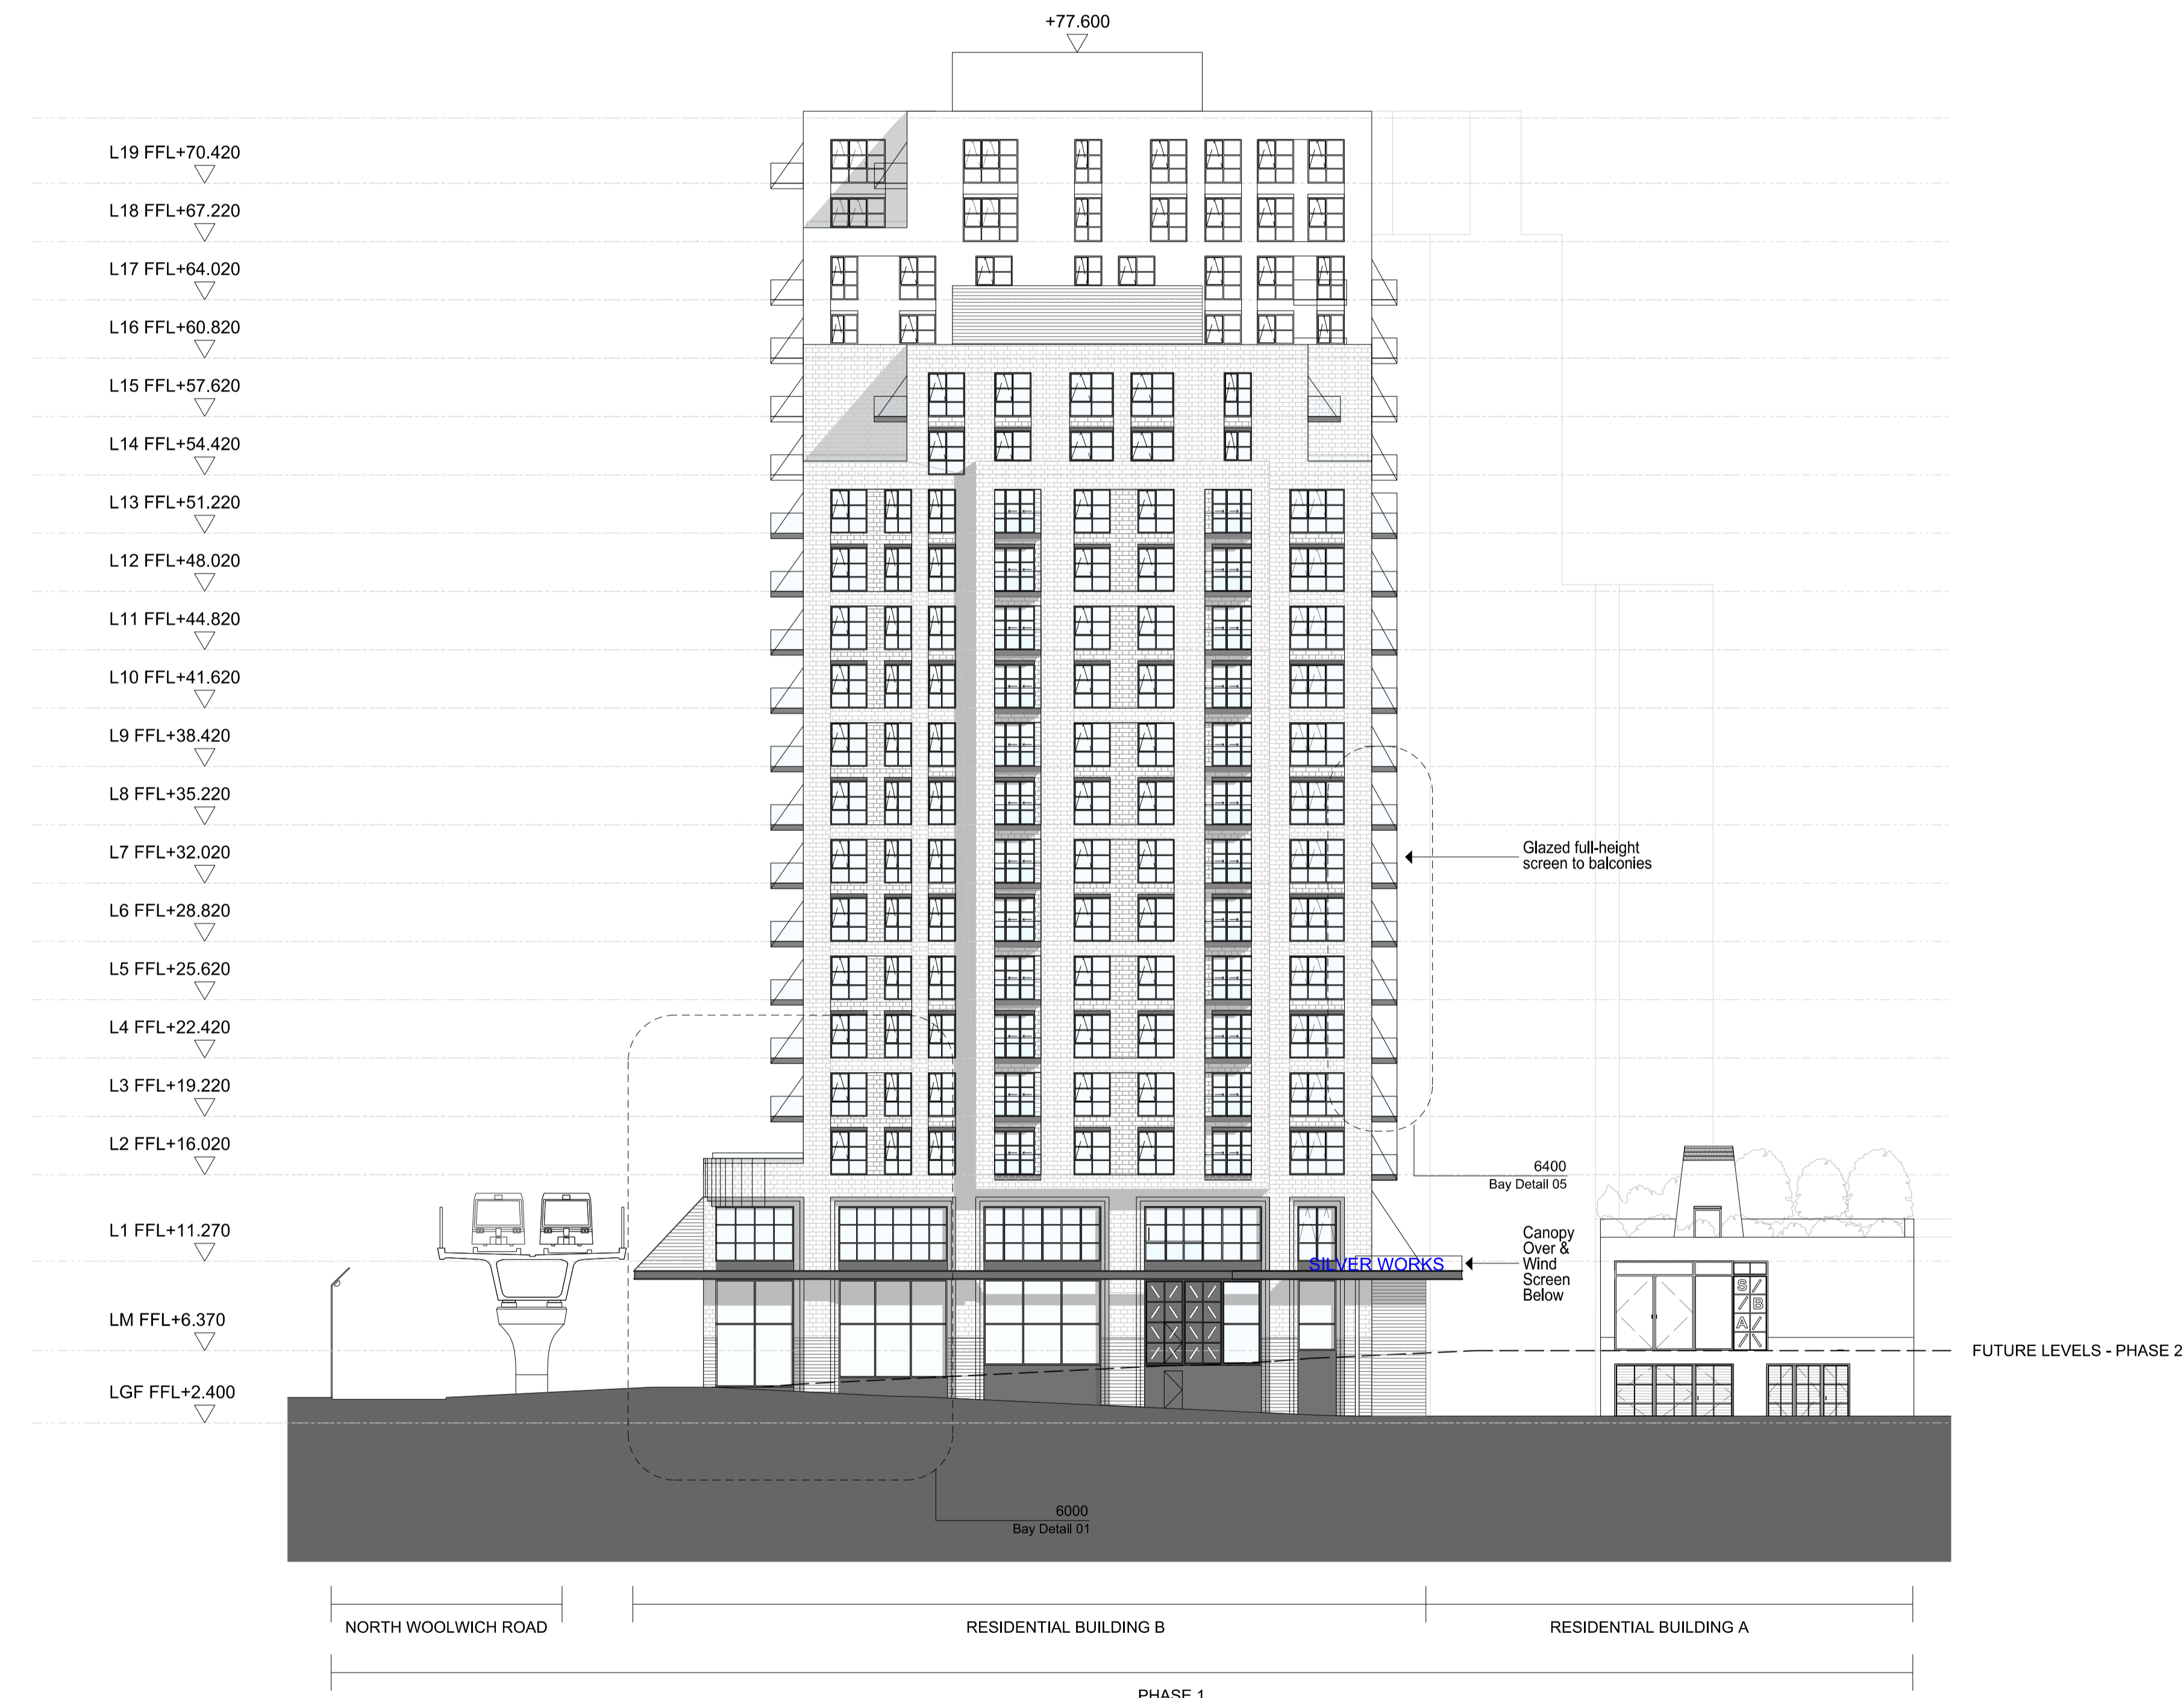 +77.600
L19 FFL+70.420
L18 FFL+67.220
L17 FFL+64.020
L16 FFL+60.820
L15 FFL+57.620
L14 FFL+54.420
L13 FFL+51.220
L12 FFL+48.020
L11 FFL+44.820
L10 FFL+41.620
L9 FFL+38.420
L8 FFL+35.220
L7 FFL+32.020
L6 FFL+28.820
L5 FFL+25.620
L4 FFL+22.420
L3 FFL+19.220
L2 FFL+16.020
L1 FFL+11.270
LM FFL+6.370
LGF FFL+2.400
Glazed full-height
screen to balconies
6400
Bay Detail 05
SILVER WORKS
Canopy
Over &
Wind
Screen
Below
S
B
A
FUTURE LEVELS - PHASE 2
6000
Bay Detail 01
NORTH WOOLWICH ROAD
RESIDENTIAL BUILDING B
RESIDENTIAL BUILDING A
PHASE 1